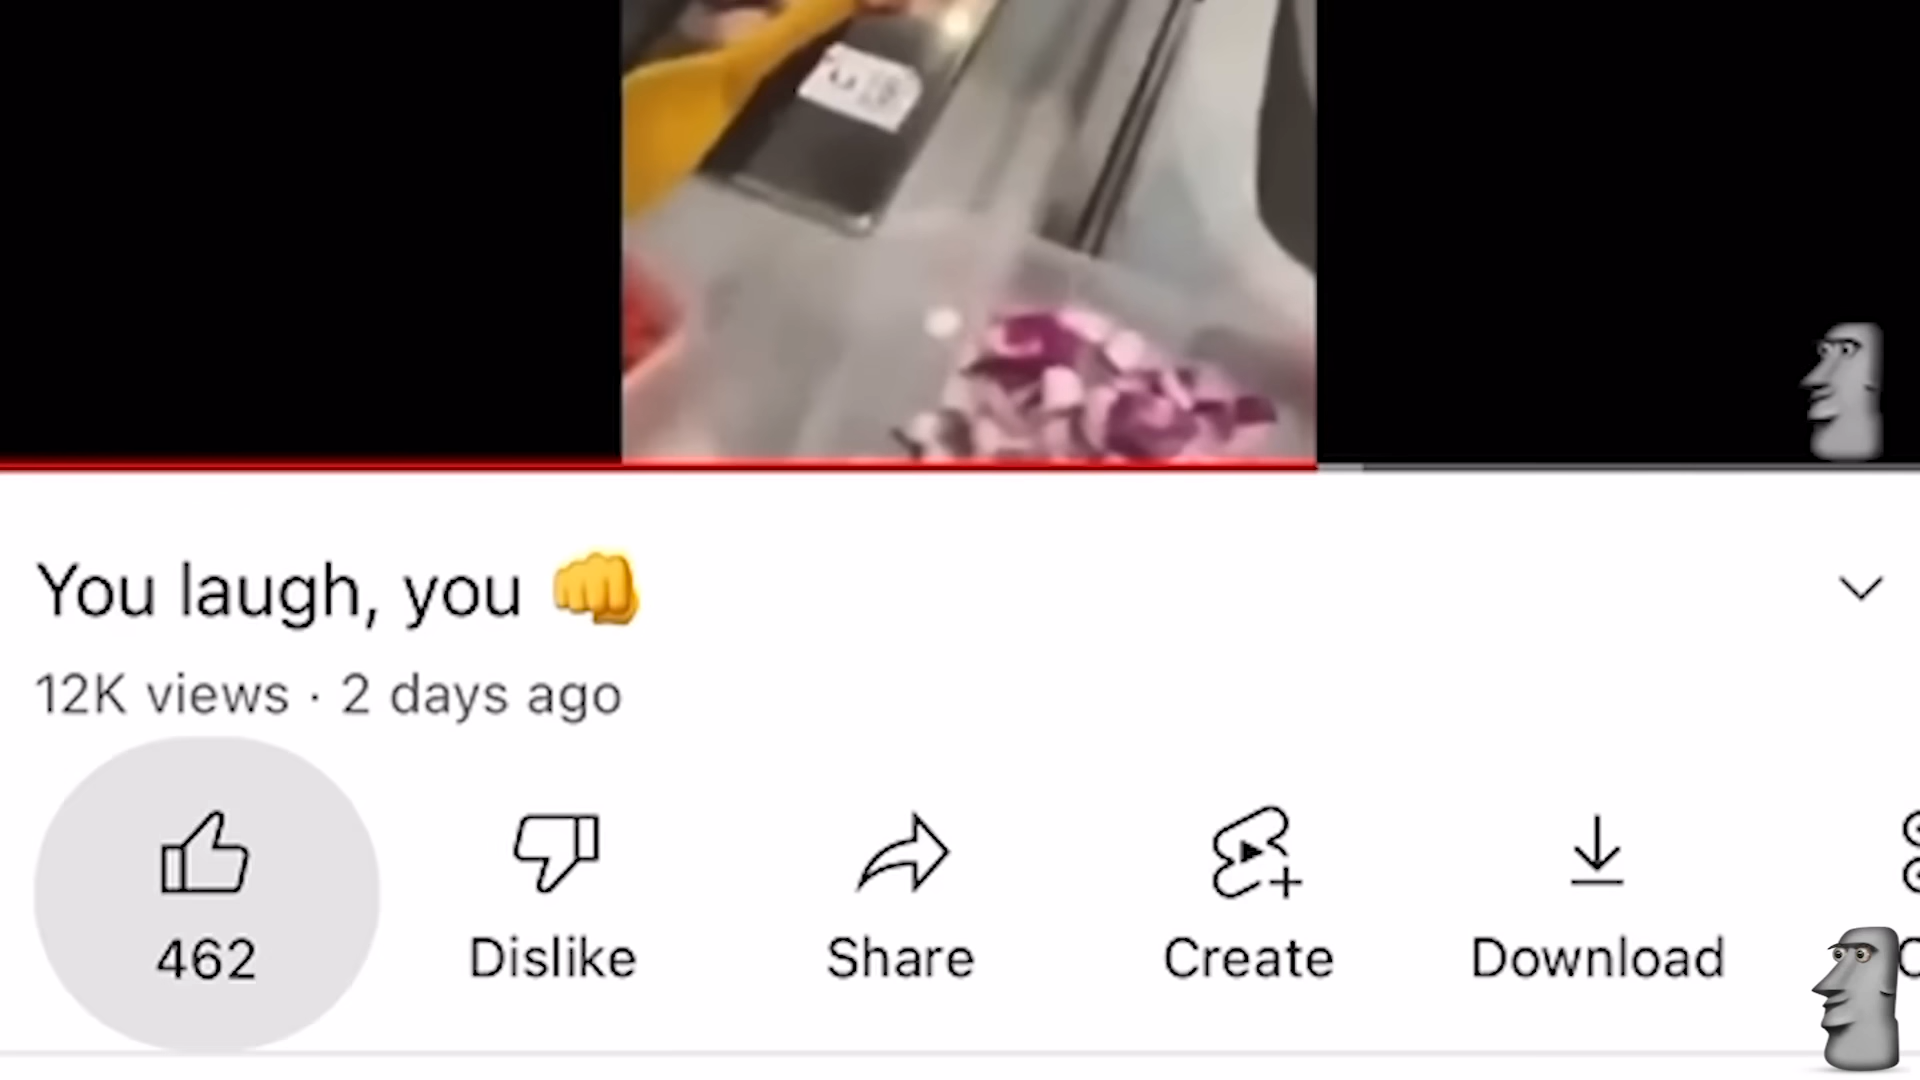 You laugh, you 👊
12K views · 2 days ago
462
Dislike
Share
Create
Download